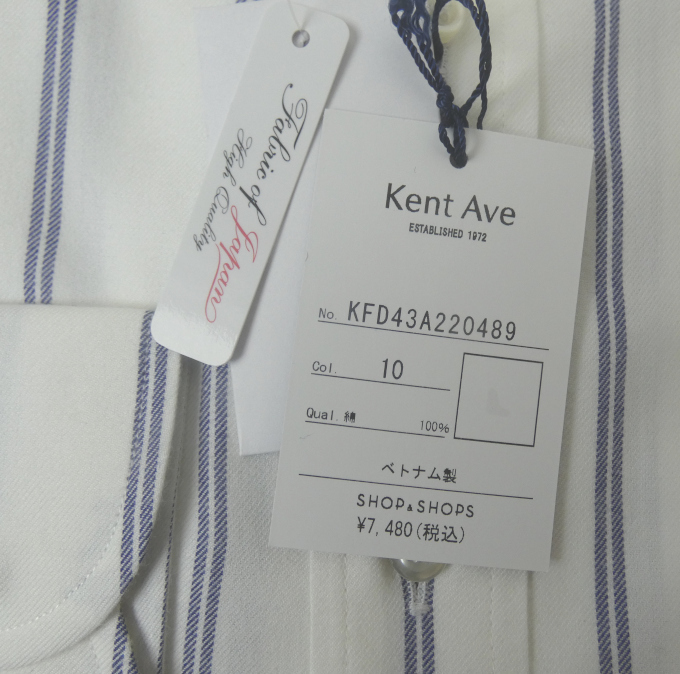 Fabric of Japan
High Quality
Kent Ave
ESTABLISHED 1972
No. KFD43A220489
Col. 10
Qual. 綿 100%
ベトナム製
SHOP&SHOPS
¥7,480(税込)